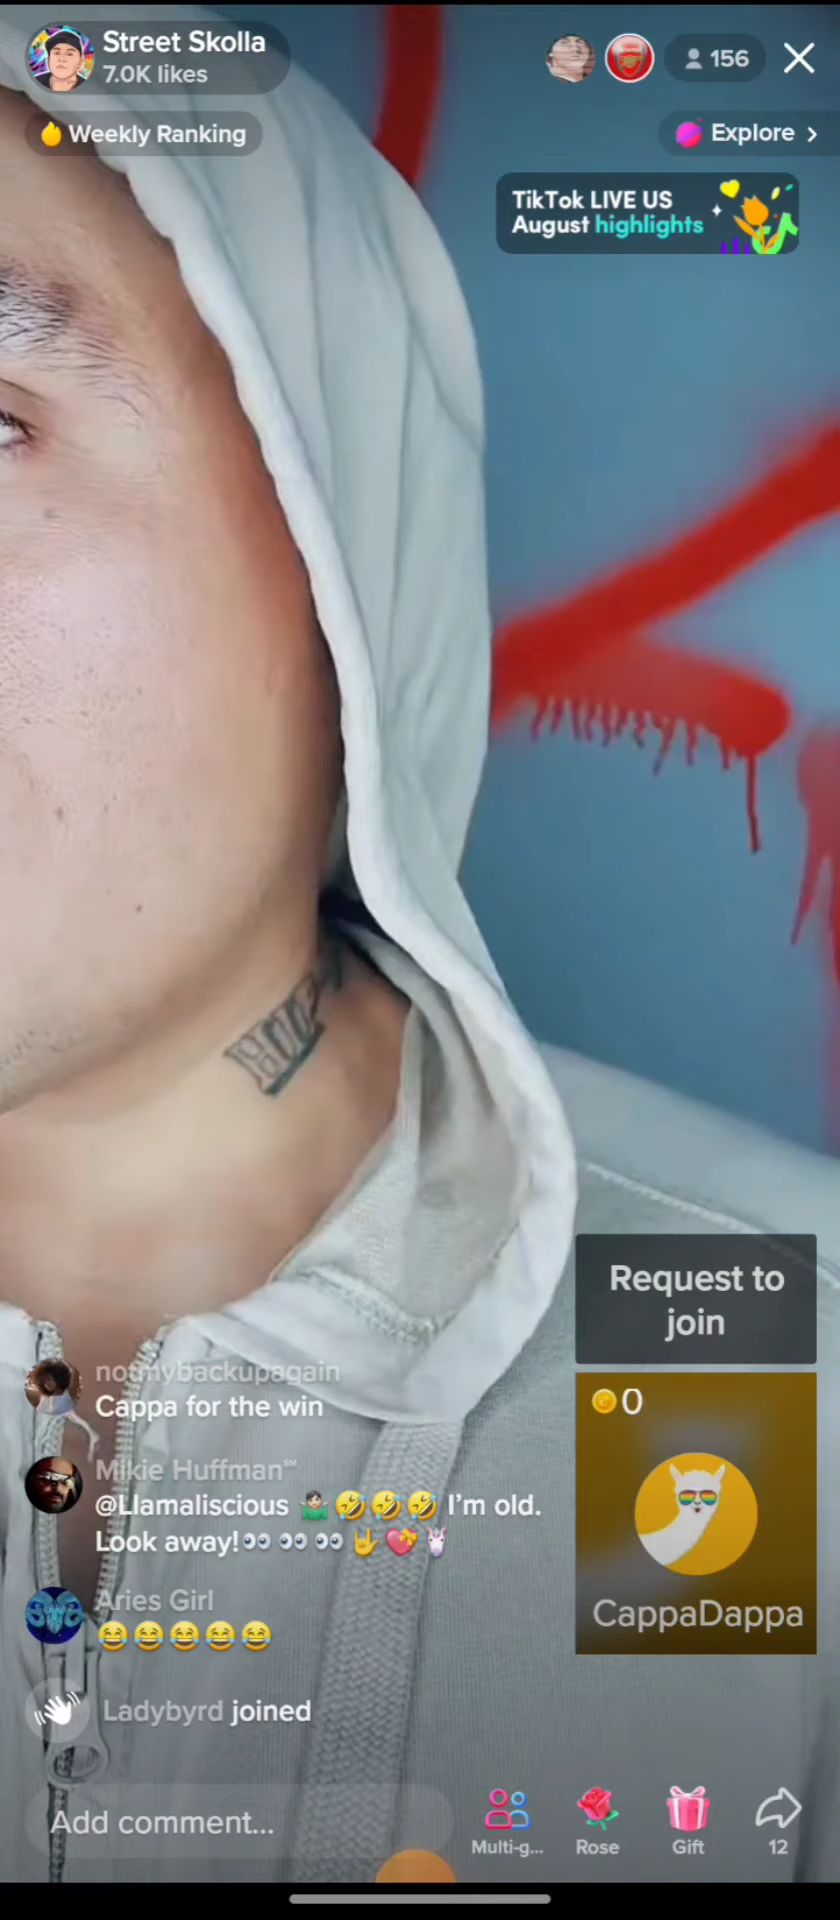 Street Skolla
7.0K likes
156
Weekly Ranking
Explore
TikTok LIVE US
August highlights
Request to
join
notmybackupagain
Cappa for the win
0
Mikie Huffman℠
@Llamaliscious 🤷🏻‍♂️🤣🤣🤣 I'm old.
Look away!👀👀👀🤟💝🦄
CappaDappa
Aries Girl
😂😂😂😂😂
Ladybyrd joined
Add comment...
Multi-g...
Rose
Gift
12